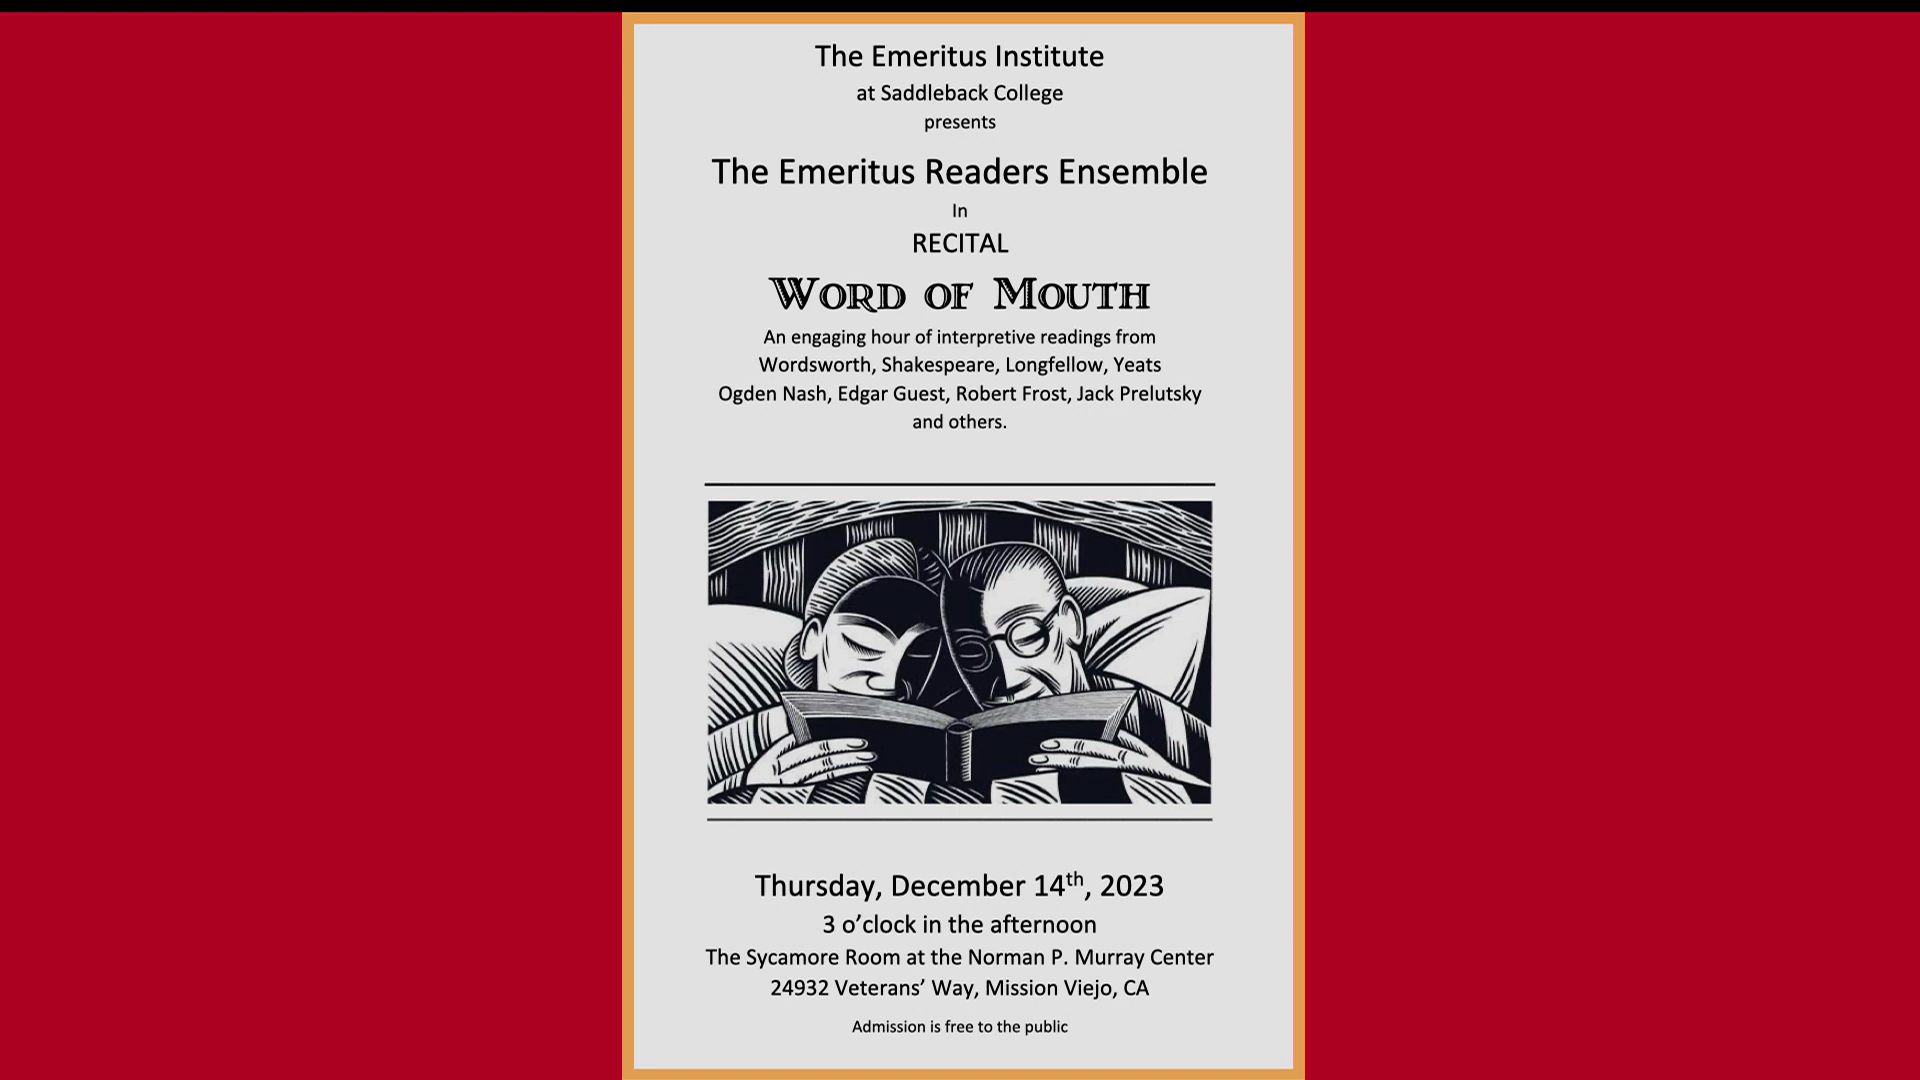 The Emeritus Institute
at Saddleback College
presents
The Emeritus Readers Ensemble
In
RECITAL
WORD OF MOUTH
An engaging hour of interpretive readings from
Wordsworth, Shakespeare, Longfellow, Yeats
Ogden Nash, Edgar Guest, Robert Frost, Jack Prelutsky
and others.
Thursday, December 14th, 2023
3 o’clock in the afternoon
The Sycamore Room at the Norman P. Murray Center
24932 Veterans’ Way, Mission Viejo, CA
Admission is free to the public